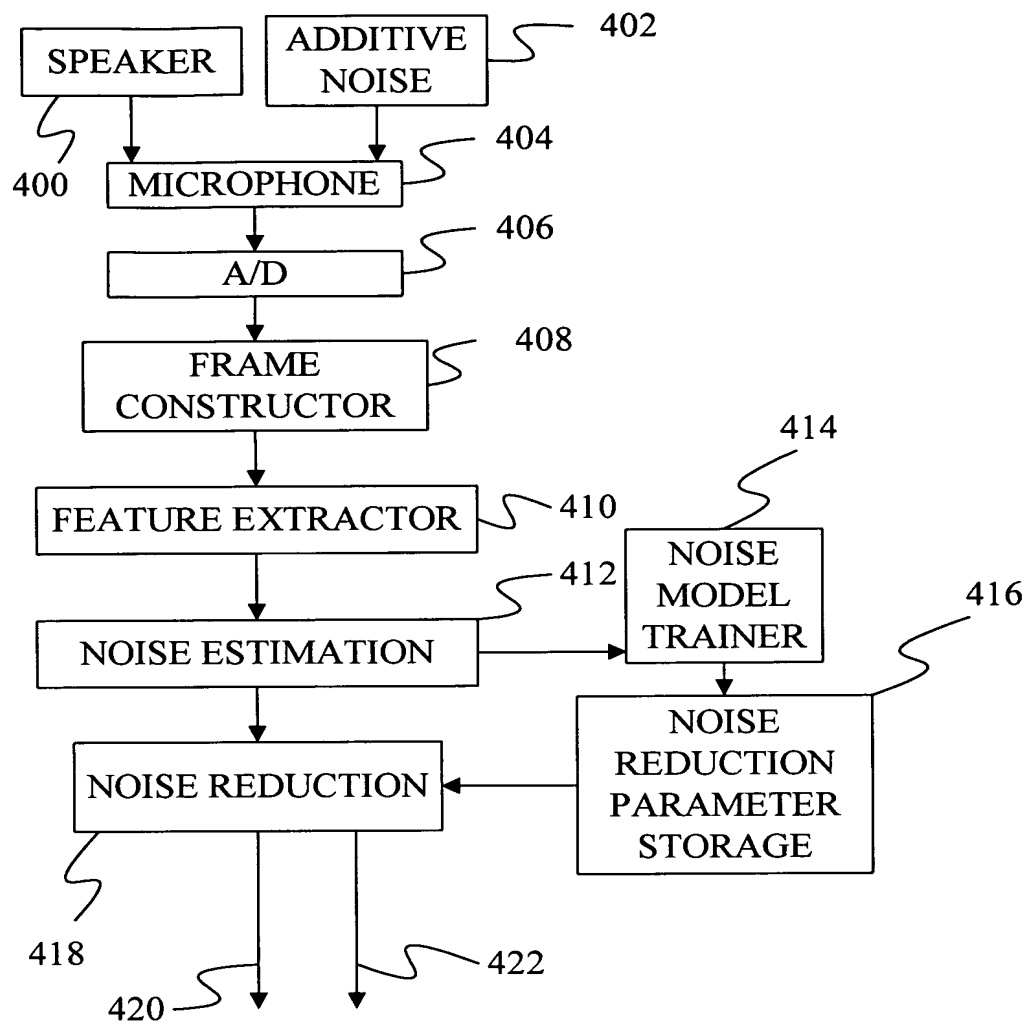 SPEAKER
ADDITIVE
NOISE
402
400
MICROPHONE
404
A/D
406
FRAME
CONSTRUCTOR
408
FEATURE EXTRACTOR
410
NOISE ESTIMATION
412
NOISE
MODEL
TRAINER
414
NOISE
REDUCTION
PARAMETER
STORAGE
416
NOISE REDUCTION
418
420
422